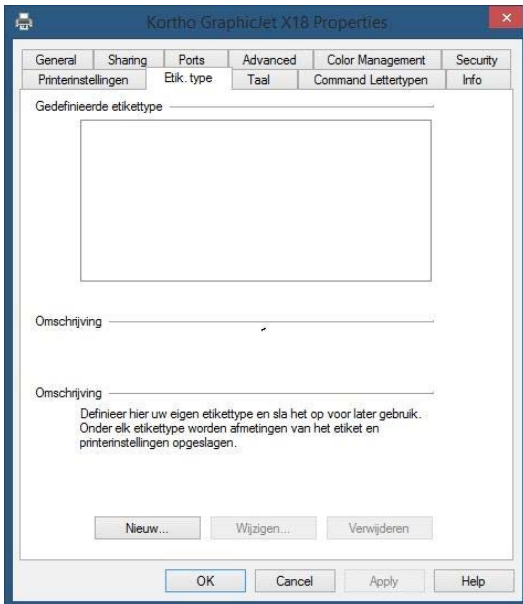 Kortho GraphicJet X18 Properties
General Sharing Ports Advanced Color Management Security
Printerinstellingen Etik. type Taal Command Lettertypen Info
Gedefinieerde etikettype
Omschrijving
Omschrijving
Definieer hier uw eigen etikettype en sla het op voor later gebruik.
Onder elk etikettype worden afmetingen van het etiket en
printerinstellingen opgeslagen.
Nieuw... Wijzigen... Verwijderen
OK Cancel Apply Help